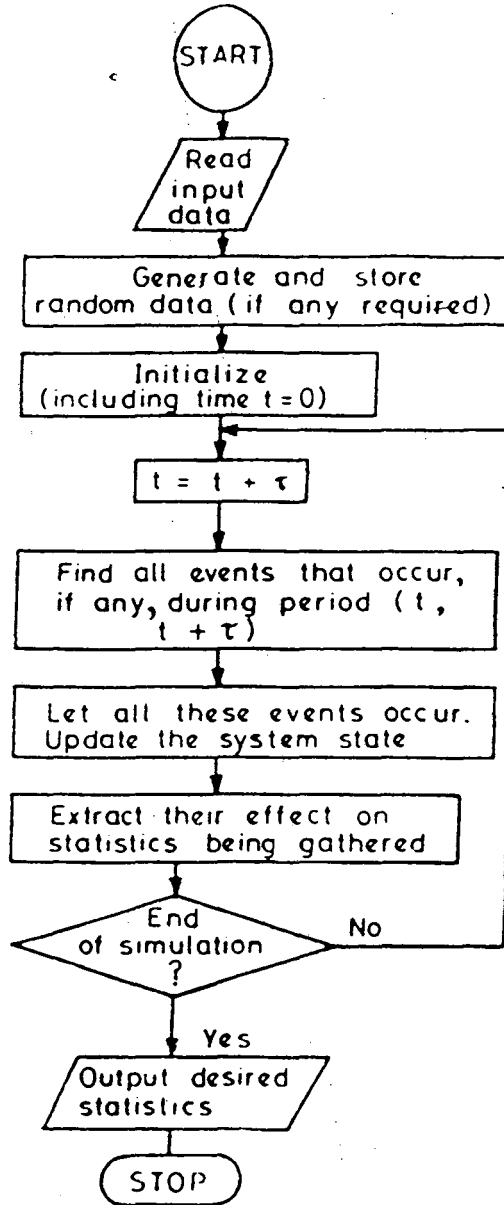 START
Read
input
data
Generate and store
random data (if any required)
Initialize
(including time t=0)
t = t + τ
Find all events that occur,
if any, during period (t,
t + τ)
Let all these events occur.
Update the system state
Extract their effect on
statistics being gathered
End
of simulation
?
No
Yes
Output desired
statistics
STOP